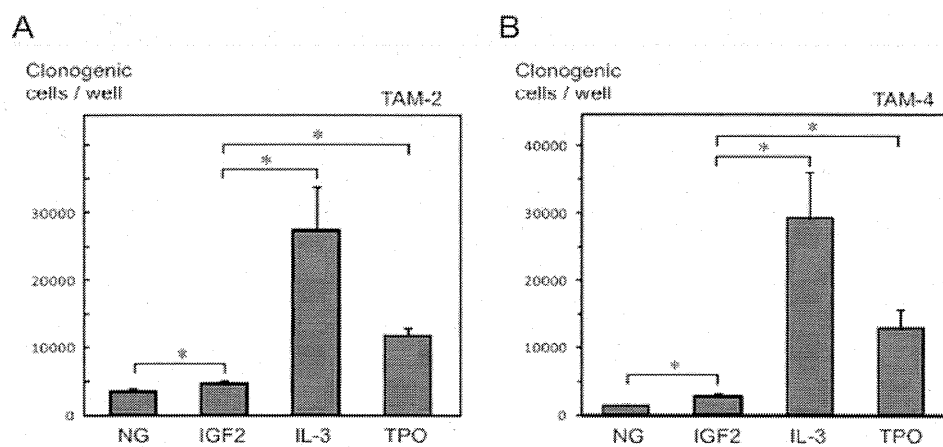 A
Clonogenic
cells / well
TAM-2
*
*
*
30000
20000
10000
0
NG IGF2 IL-3 TPO
B
Clonogenic
cells / well
TAM-4
*
*
*
40000
30000
20000
10000
0
NG IGF2 IL-3 TPO